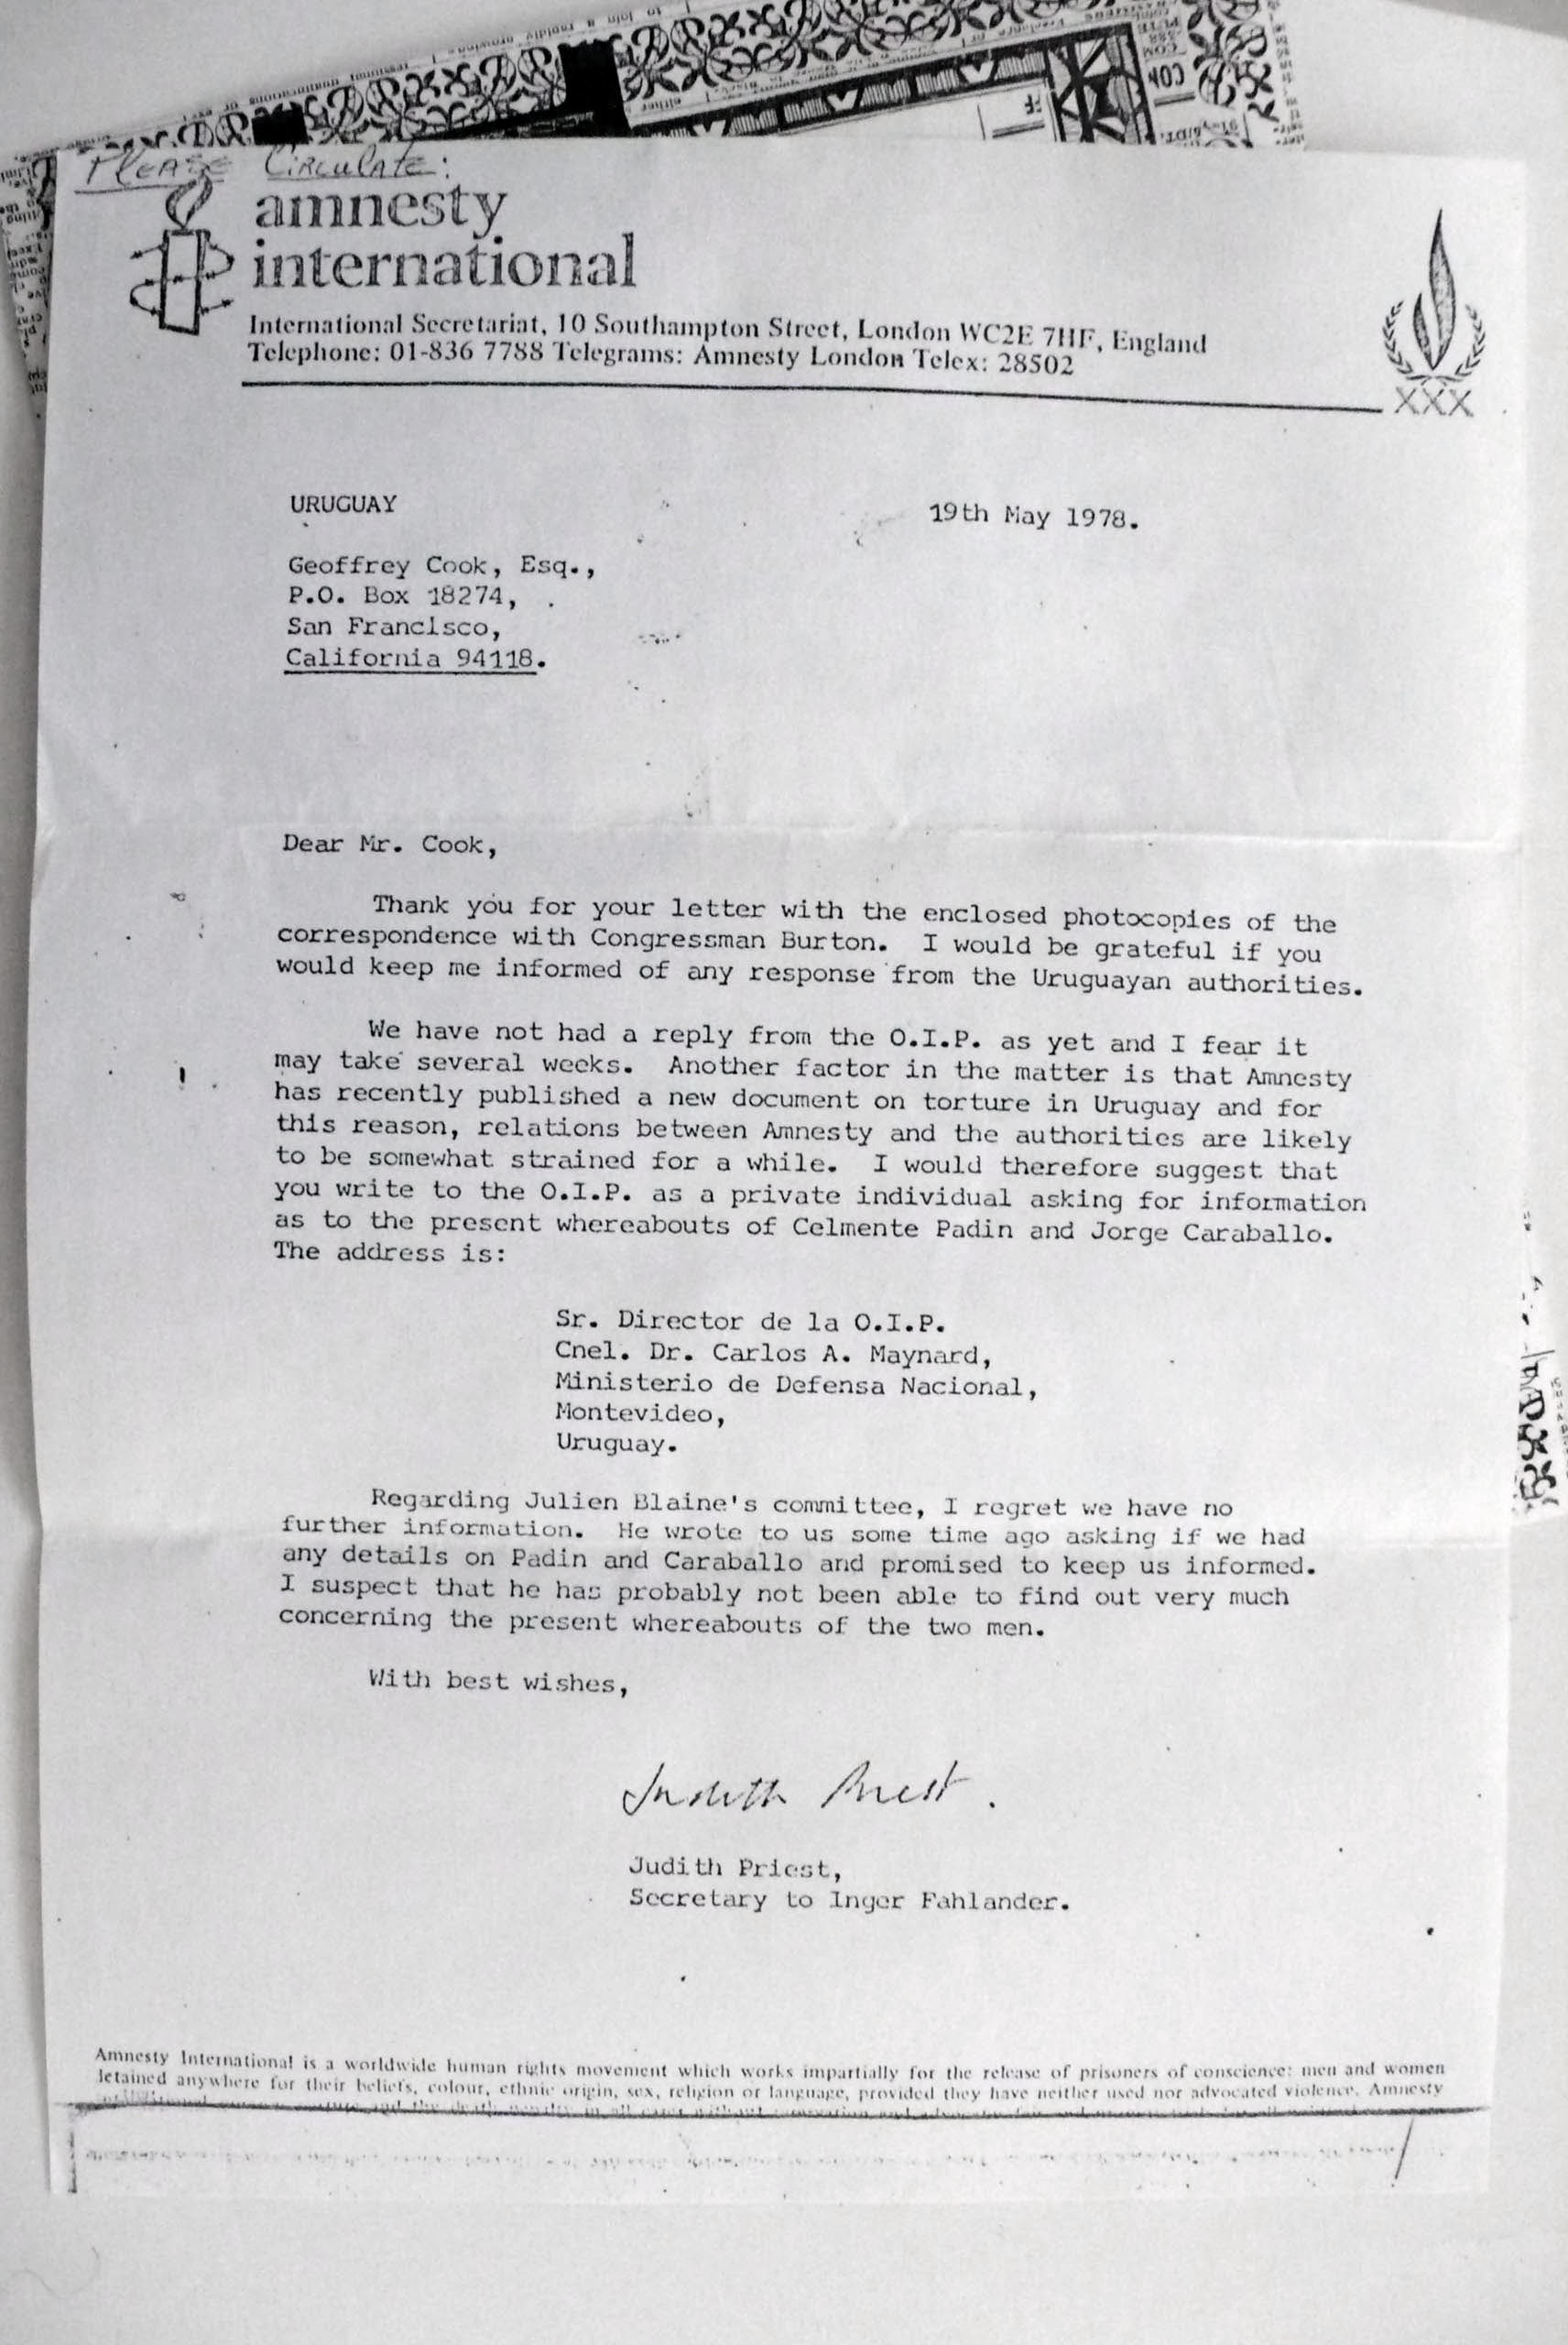 PLEASE CIRCULATE:
amnesty
international
International Secretariat, 10 Southampton Street, London WC2E 7HF, England
Telephone: 01-836 7788 Telegrams: Amnesty London Telex: 28502
XXX
URUGUAY
19th May 1978.
Geoffrey Cook, Esq.,
P.O. Box 18274,
San Francisco,
California 94118.
Dear Mr. Cook,
Thank you for your letter with the enclosed photocopies of the
correspondence with Congressman Burton. I would be grateful if you
would keep me informed of any response from the Uruguayan authorities.
We have not had a reply from the O.I.P. as yet and I fear it
may take several weeks. Another factor in the matter is that Amnesty
has recently published a new document on torture in Uruguay and for
this reason, relations between Amnesty and the authorities are likely
to be somewhat strained for a while. I would therefore suggest that
you write to the O.I.P. as a private individual asking for information
as to the present whereabouts of Celmente Padin and Jorge Caraballo.
The address is:
Sr. Director de la O.I.P.
Cnel. Dr. Carlos A. Maynard,
Ministerio de Defensa Nacional,
Montevideo,
Uruguay.
Regarding Julien Blaine's committee, I regret we have no
further information. He wrote to us some time ago asking if we had
any details on Padin and Caraballo and promised to keep us informed.
I suspect that he has probably not been able to find out very much
concerning the present whereabouts of the two men.
With best wishes,
Judith Priest.
Judith Priest,
Secretary to Inger Fahlander.
Amnesty International is a worldwide human rights movement which works impartially for the release of prisoners of conscience: men and women
letained anywhere for their beliefs, colour, ethnic origin, sex, religion or language, provided they have neither used nor advocated violence. Amnesty